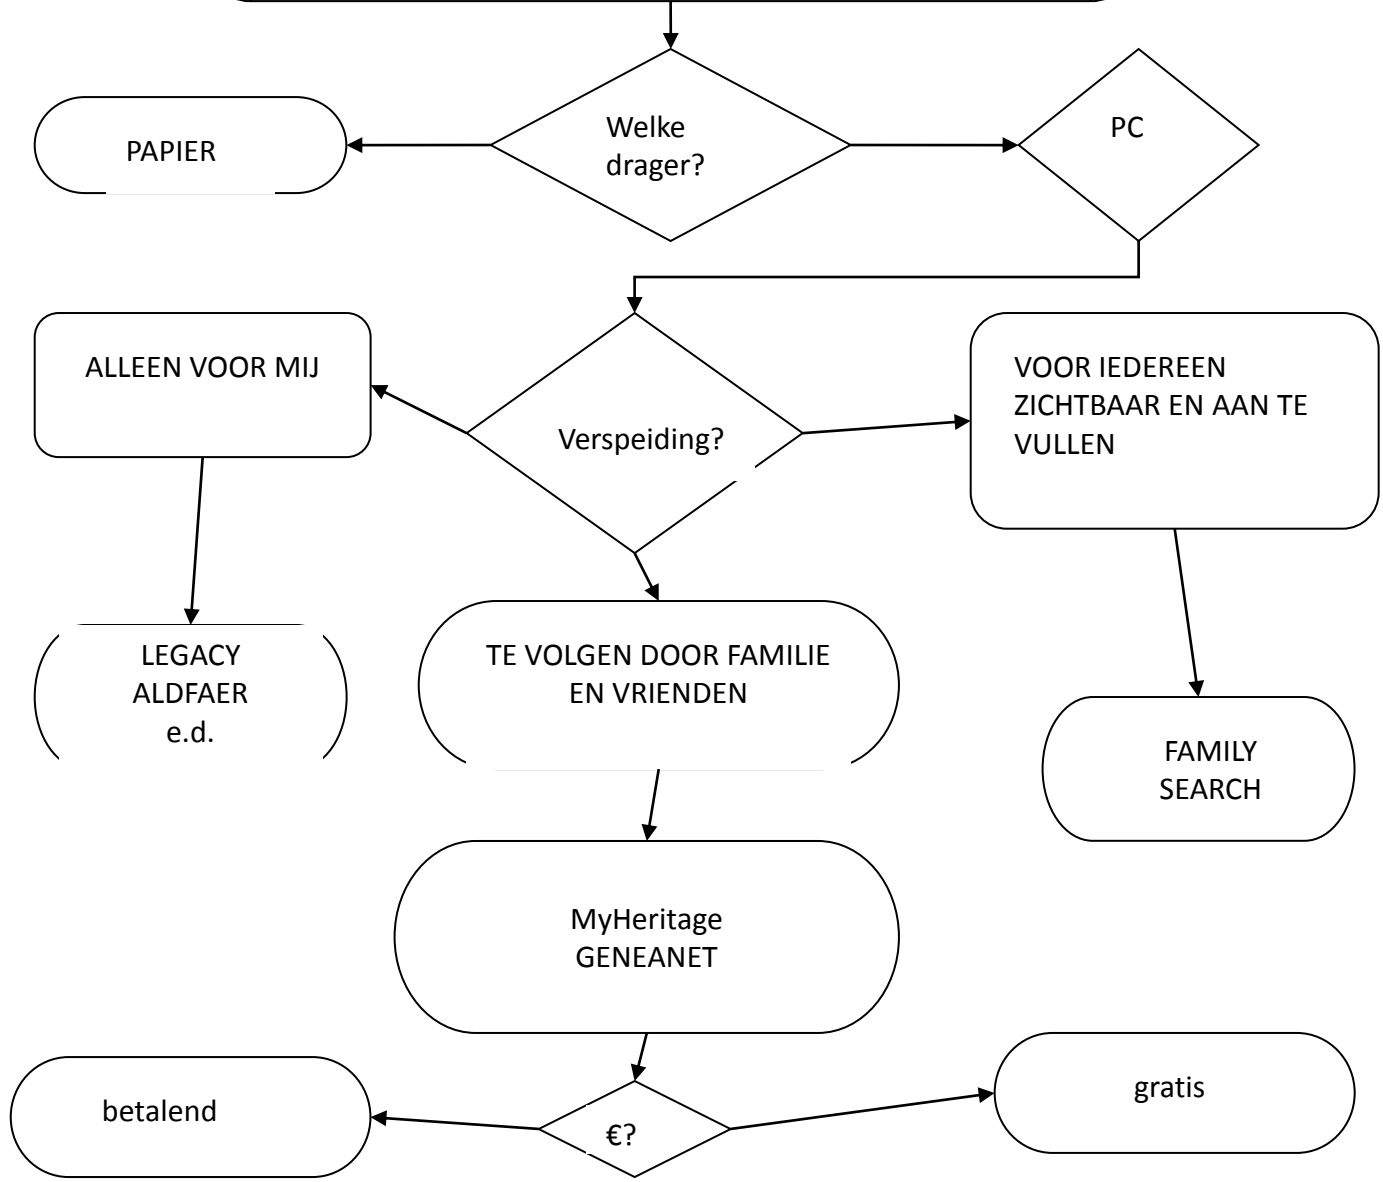 PAPIER
Welke
drager?
PC
ALLEEN VOOR MIJ
Verspeiding?
VOOR IEDEREEN
ZICHTBAAR EN AAN TE
VULLEN
LEGACY
ALDFAER
e.d.
TE VOLGEN DOOR FAMILIE
EN VRIENDEN
FAMILY
SEARCH
MyHeritage
GENEANET
betalend
€?
gratis